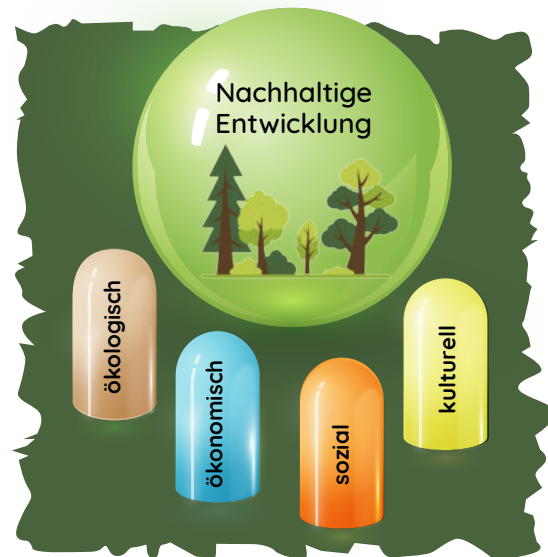 Nachhaltige
Entwicklung
ökologisch
ökonomisch
sozial
kulturell